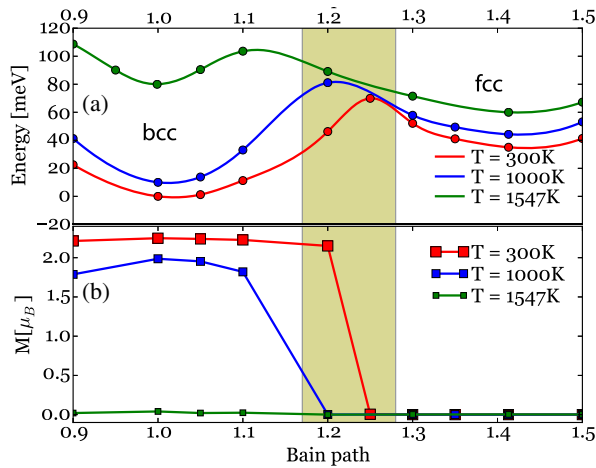 0.9 1.0 1.1 1.2 1.3 1.4 1.5
120
100
80
60
40
20
0
−20
Energy [meV]
(a)
bcc
fcc
T = 300K
T = 1000K
T = 1547K
2.0
1.5
1.0
0.5
0.0
M[μ_B]
(b)
T = 300K
T = 1000K
T = 1547K
0.9 1.0 1.1 1.2 1.3 1.4 1.5
Bain path